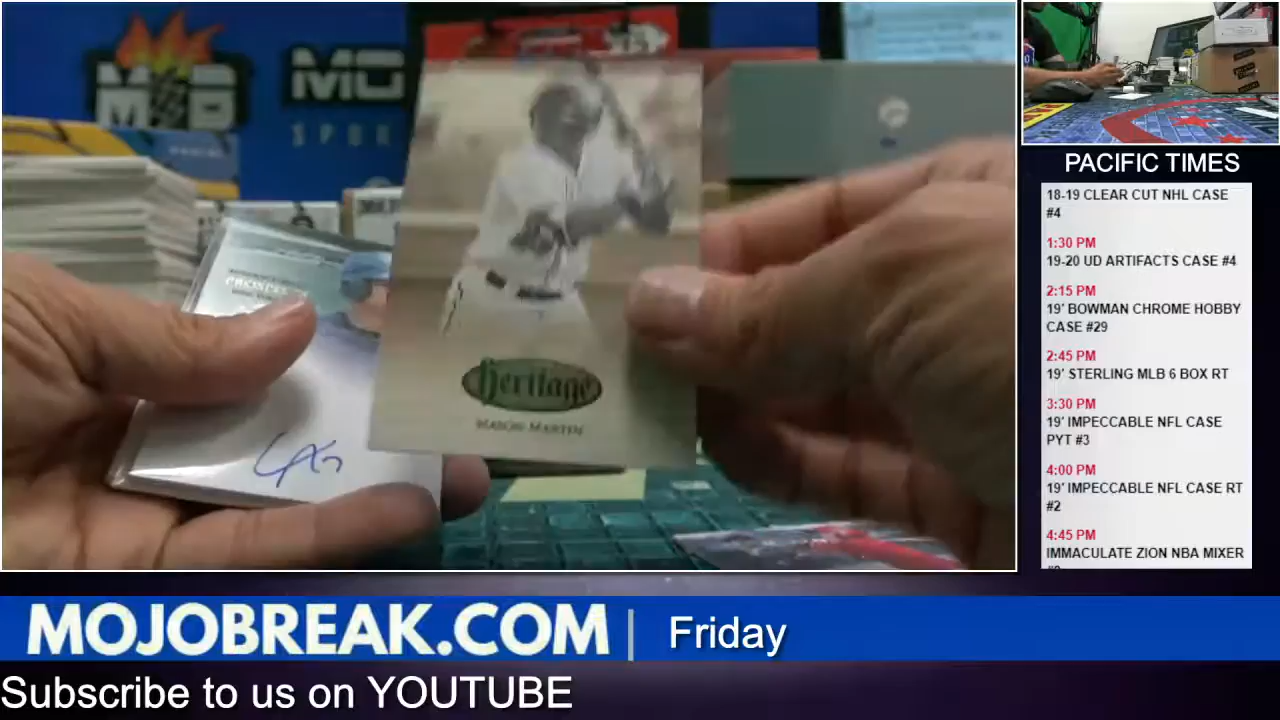 MO
SPOR
PANINI
Heritage
MASON MARTIN
PACIFIC TIMES
18-19 CLEAR CUT NHL CASE
#4
1:30 PM
19-20 UD ARTIFACTS CASE #4
2:15 PM
19' BOWMAN CHROME HOBBY
CASE #29
2:45 PM
19' STERLING MLB 6 BOX RT
3:30 PM
19' IMPECCABLE NFL CASE
PYT #3
4:00 PM
19' IMPECCABLE NFL CASE RT
#2
4:45 PM
IMMACULATE ZION NBA MIXER
MOJOBREAK.COM | Friday
Subscribe to us on YOUTUBE